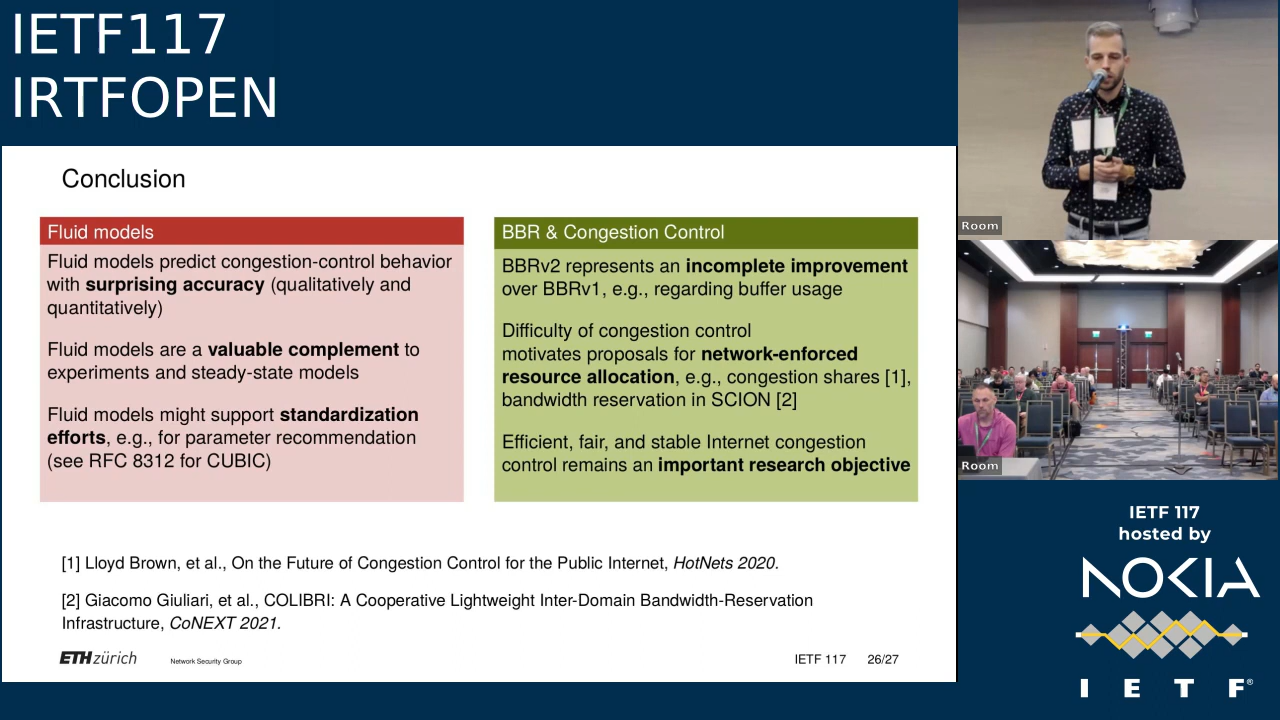 IETF117
IRTFOPEN
Conclusion
Fluid models
Fluid models predict congestion-control behavior
with surprising accuracy (qualitatively and
quantitatively)
Fluid models are a valuable complement to
experiments and steady-state models
Fluid models might support standardization
efforts, e.g., for parameter recommendation
(see RFC 8312 for CUBIC)
BBR & Congestion Control
BBRv2 represents an incomplete improvement
over BBRv1, e.g., regarding buffer usage
Difficulty of congestion control
motivates proposals for network-enforced
resource allocation, e.g., congestion shares [1],
bandwidth reservation in SCION [2]
Efficient, fair, and stable Internet congestion
control remains an important research objective
[1] Lloyd Brown, et al., On the Future of Congestion Control for the Public Internet, HotNets 2020.
[2] Giacomo Giuliari, et al., COLIBRI: A Cooperative Lightweight Inter-Domain Bandwidth-Reservation
Infrastructure, CoNEXT 2021.
ETH zürich
Network Security Group
IETF 117 26/27
Room
Room
IETF 117
hosted by
NOKIA
I E T F®